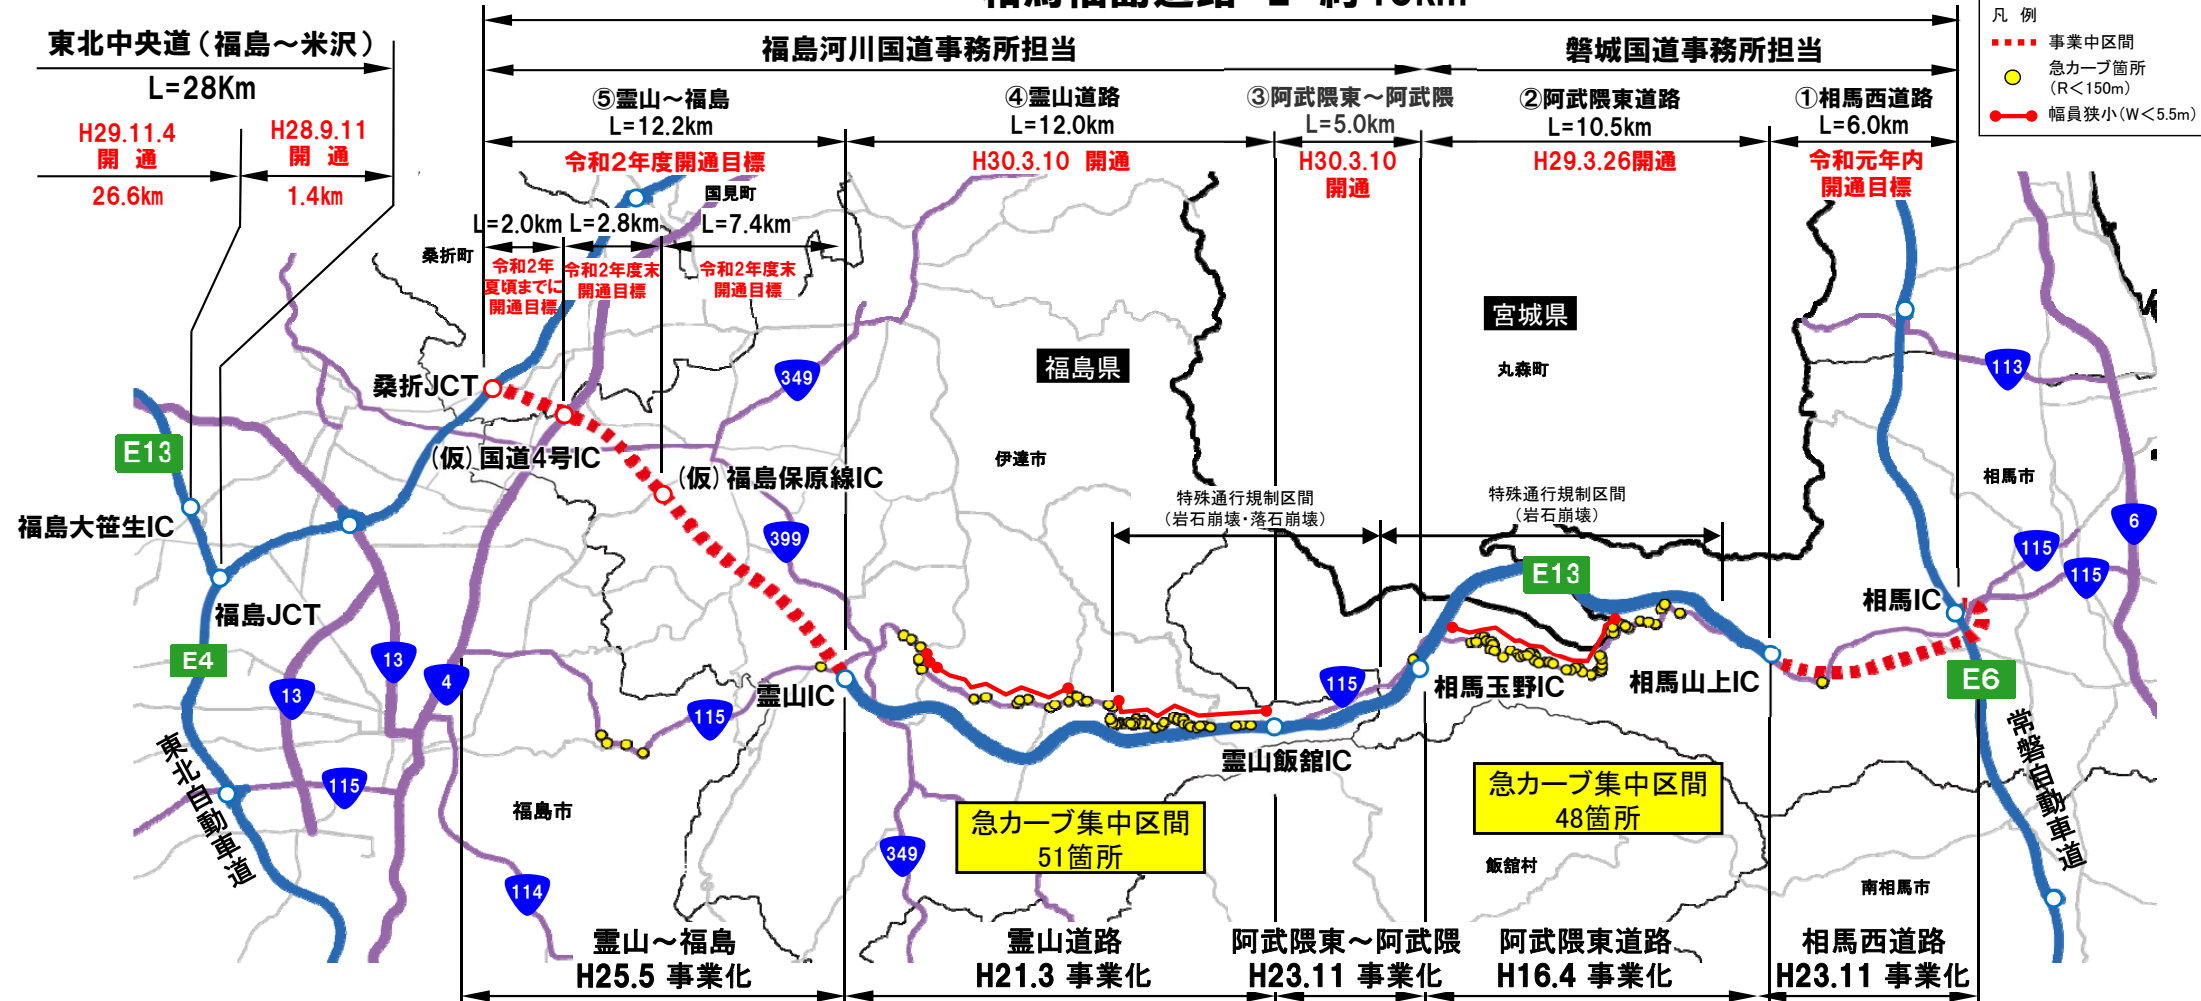 相馬福島道路 L=約45km
凡 例
事業中区間
急カーブ箇所
(R<150m)
幅員狭小(W<5.5m)
東北中央道(福島～米沢)
L=28Km
H29.11.4
開 通
26.6km
H28.9.11
開 通
1.4km
福島河川国道事務所担当
磐城国道事務所担当
⑤霊山～福島
L=12.2km
令和2年度開通目標
④霊山道路
L=12.0km
H30.3.10 開通
③阿武隈東～阿武隈
L=5.0km
H30.3.10
開通
②阿武隈東道路
L=10.5km
H29.3.26開通
①相馬西道路
L=6.0km
令和元年内
開通目標
L=2.0km
令和2年
夏頃までに
開通目標
L=2.8km
令和2年度末
開通目標
L=7.4km
令和2年度末
開通目標
国見町
桑折町
宮城県
丸森町
福島県
伊達市
相馬市
桑折JCT
(仮)国道4号IC
(仮)福島保原線IC
349
113
E13
399
福島大笹生IC
福島JCT
E4
13
13
4
115
115
東北自動車道
福島市
114
霊山IC
特殊通行規制区間
(岩石崩壊・落石崩壊)
特殊通行規制区間
(岩石崩壊)
E13
115
霊山飯舘IC
相馬玉野IC
相馬山上IC
相馬IC
E6
6
115
115
常磐自動車道
急カーブ集中区間
51箇所
急カーブ集中区間
48箇所
349
飯舘村
南相馬市
霊山～福島
H25.5 事業化
霊山道路
H21.3 事業化
阿武隈東～阿武隈
H23.11 事業化
阿武隈東道路
H16.4 事業化
相馬西道路
H23.11 事業化